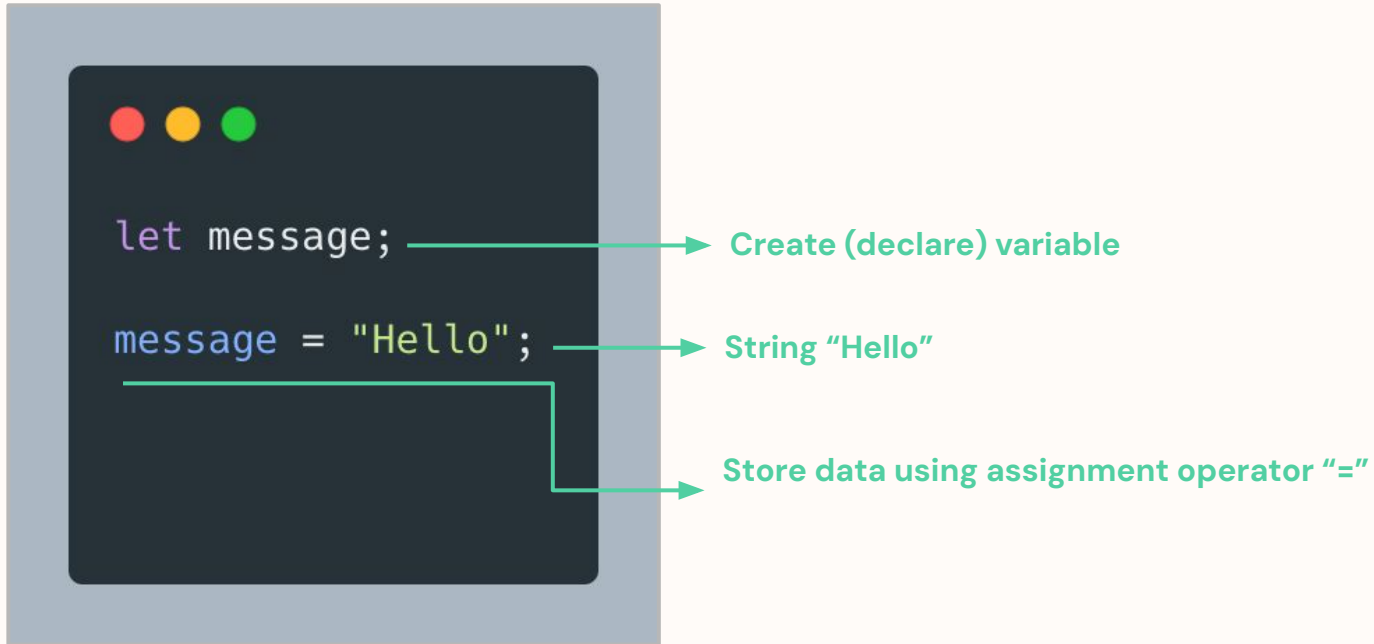 let message;
Create (declare) variable
message = "Hello";
String “Hello”
Store data using assignment operator “=”